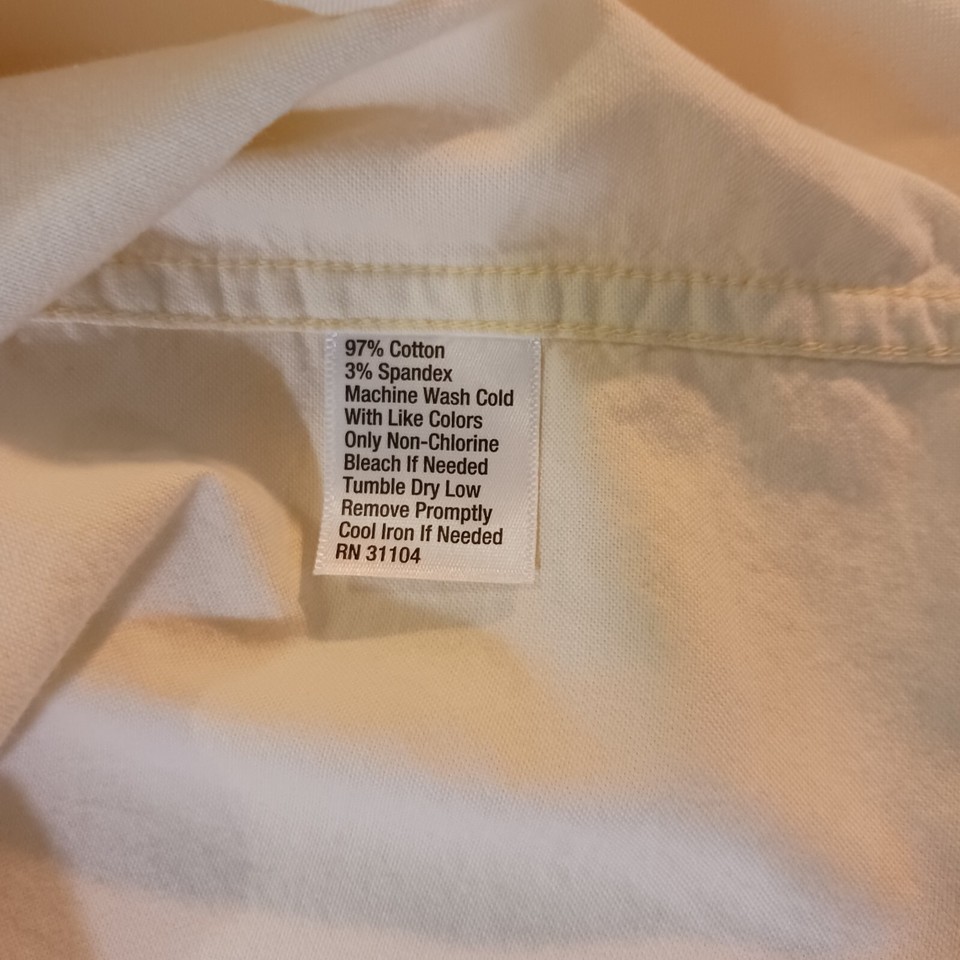 97% Cotton
3% Spandex
Machine Wash Cold
With Like Colors
Only Non-Chlorine
Bleach If Needed
Tumble Dry Low
Remove Promptly
Cool Iron If Needed
RN 31104